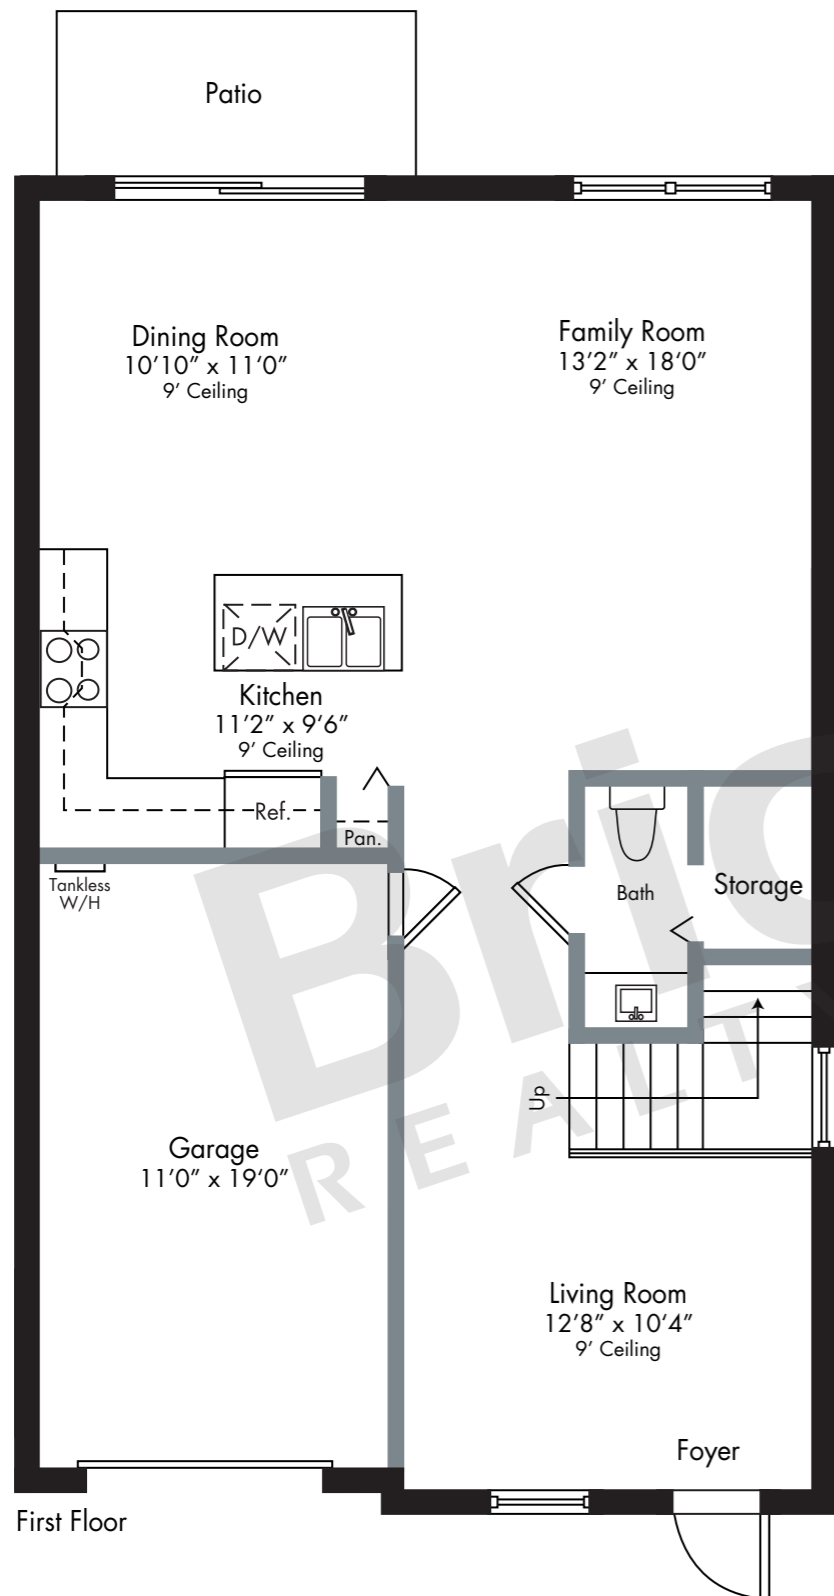 Patio
Dining Room
10'10" x 11'0"
9' Ceiling
Family Room
13'2" x 18'0"
9' Ceiling
D/W
Kitchen
11'2" x 9'6"
9' Ceiling
Ref.
Pan.
Tankless
W/H
Bath
Storage
Up
Garage
11'0" x 19'0"
Living Room
12'8" x 10'4"
9' Ceiling
Foyer
First Floor
REALTY